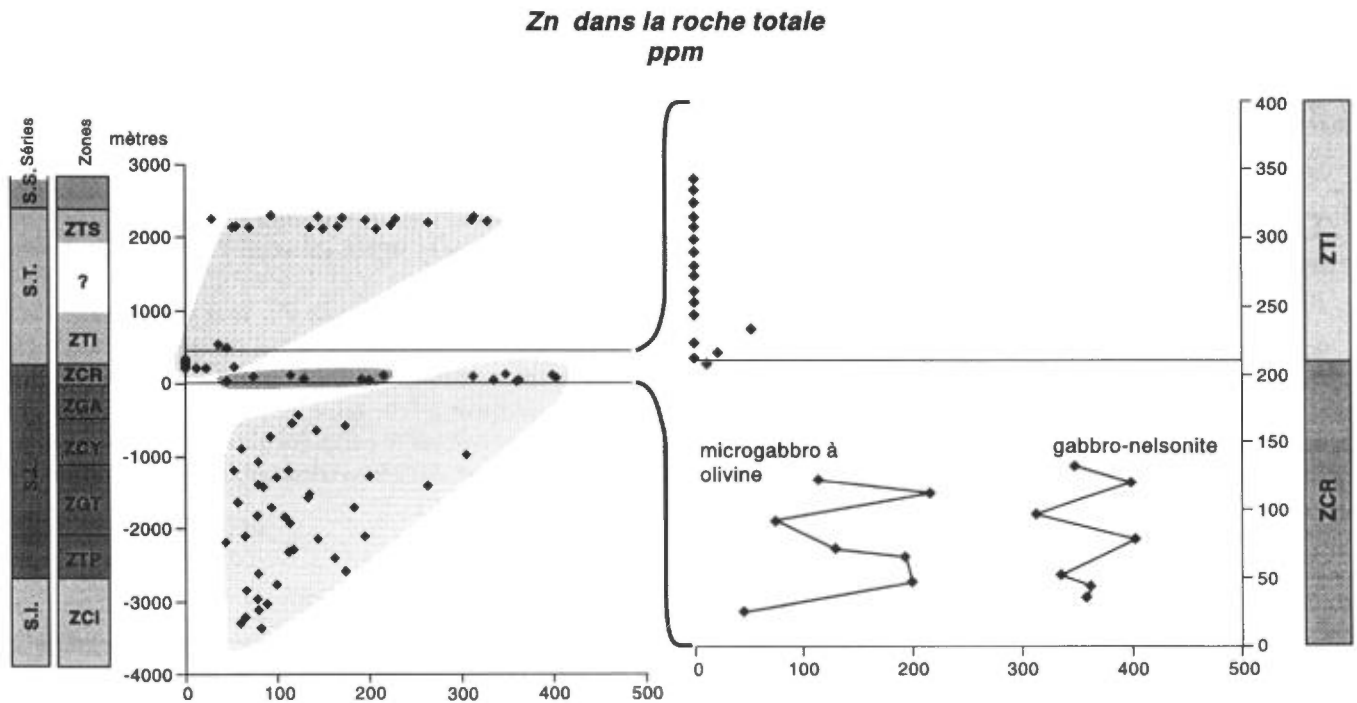 Zn dans la roche totale
ppm
Séries
Zones
mètres
S.S.
S.T.
S.I.
ZTS
?
ZTI
ZCR
ZGA
ZCY
ZGT
ZTP
ZCI
3000
2000
1000
0
-1000
-2000
-3000
-4000
0 100 200 300 400 500
microgabbro à
olivine
gabbro-nelsonite
400
350
300
250
200
150
100
50
0
0 100 200 300 400 500
ZTI
ZCR